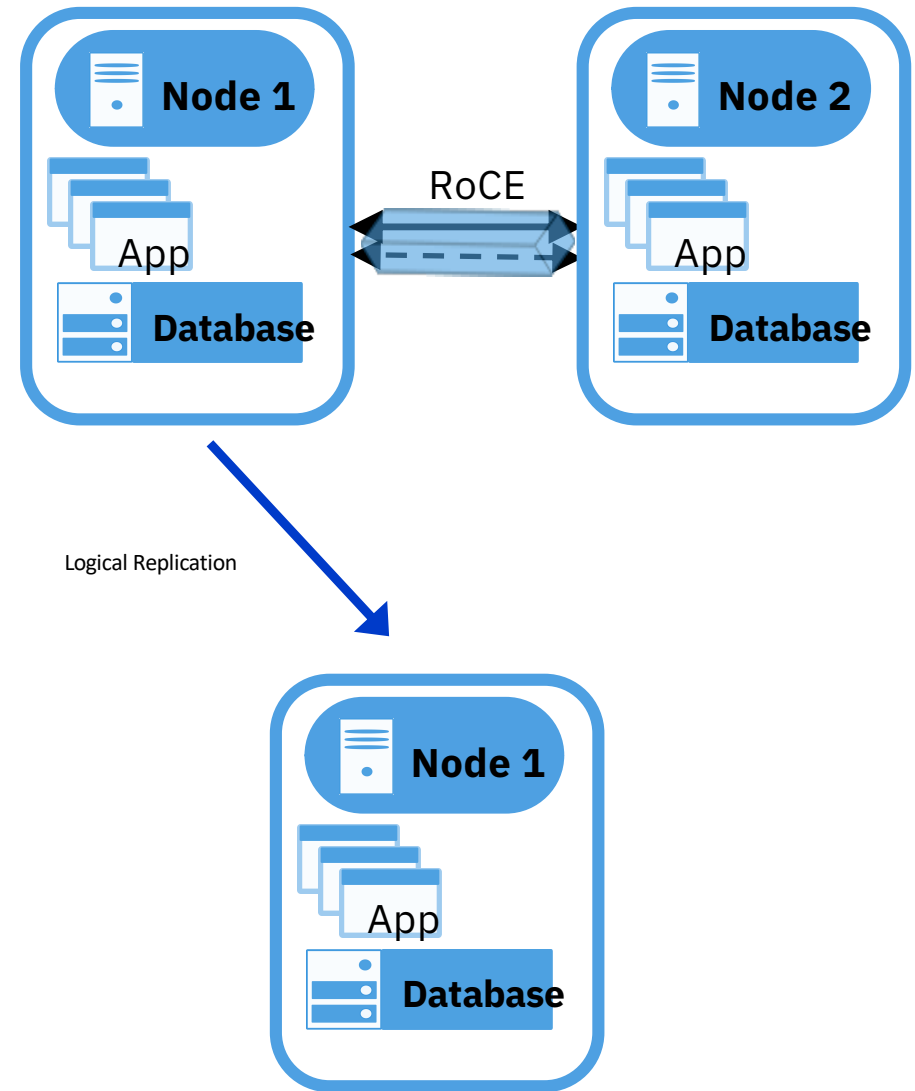 Node 1
Node 2
RoCE
App
App
Database
Database
Logical Replication
Node 1
App
Database